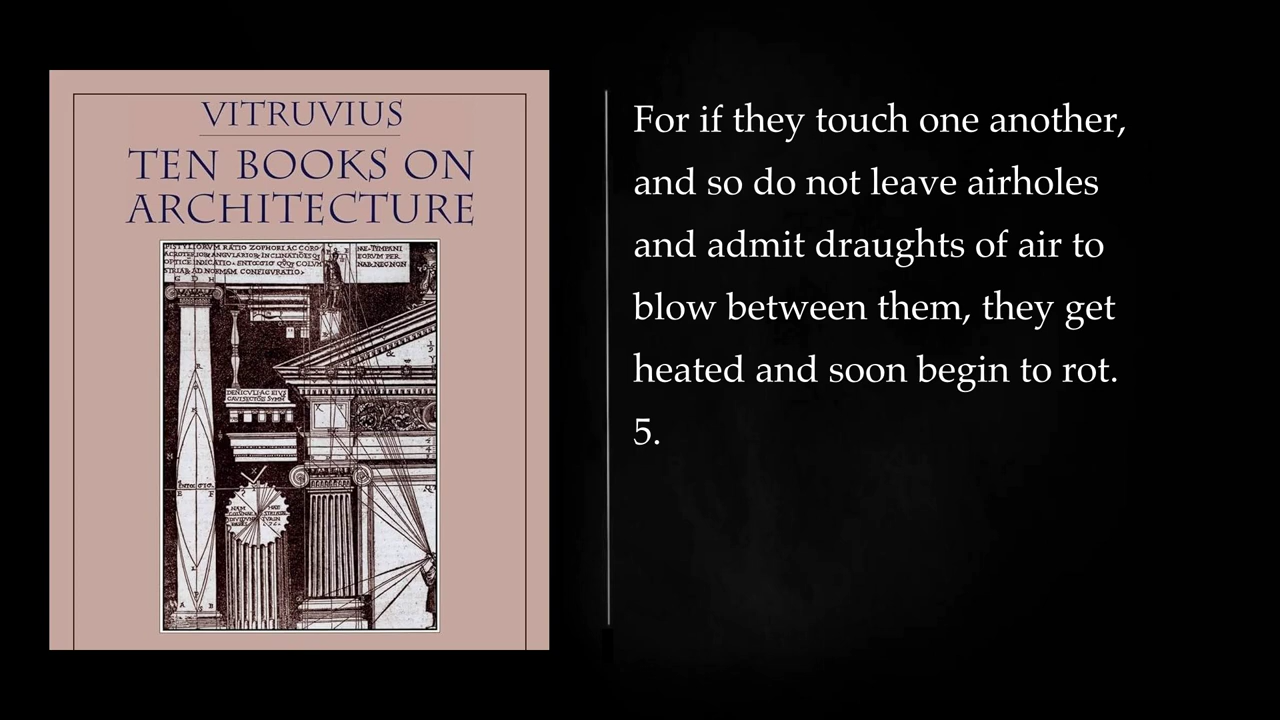 VITRUVIUS
TEN BOOKS ON
ARCHITECTURE
For if they touch one another,
and so do not leave airholes
and admit draughts of air to
blow between them, they get
heated and soon begin to rot.
5.